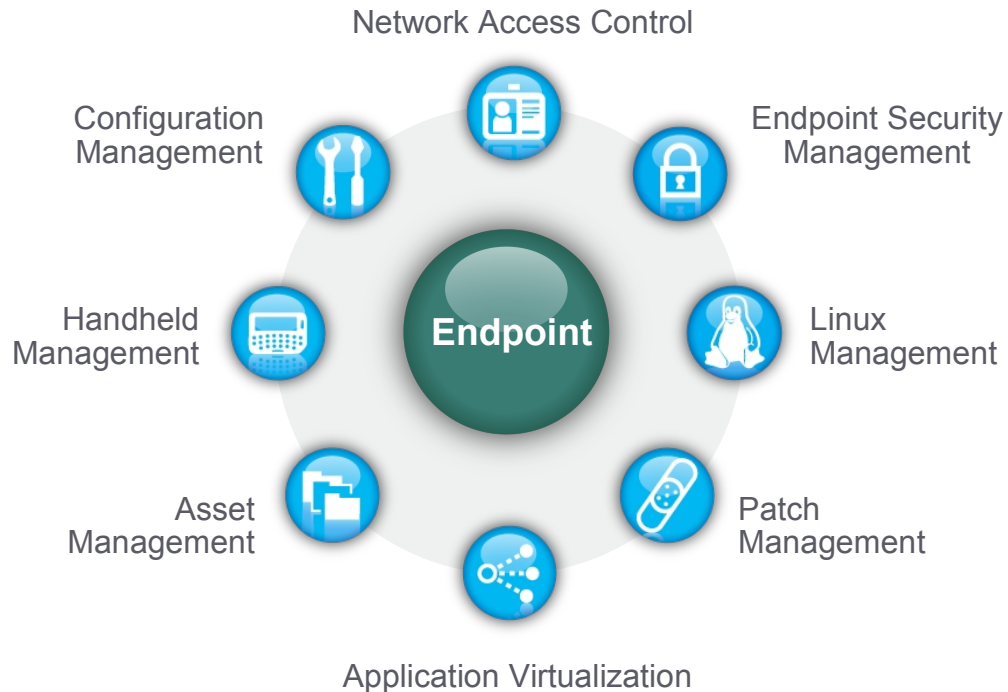 Network Access Control
Configuration
Management
Endpoint Security
Management
Handheld
Management
Endpoint
Linux
Management
Asset
Management
Patch
Management
Application Virtualization